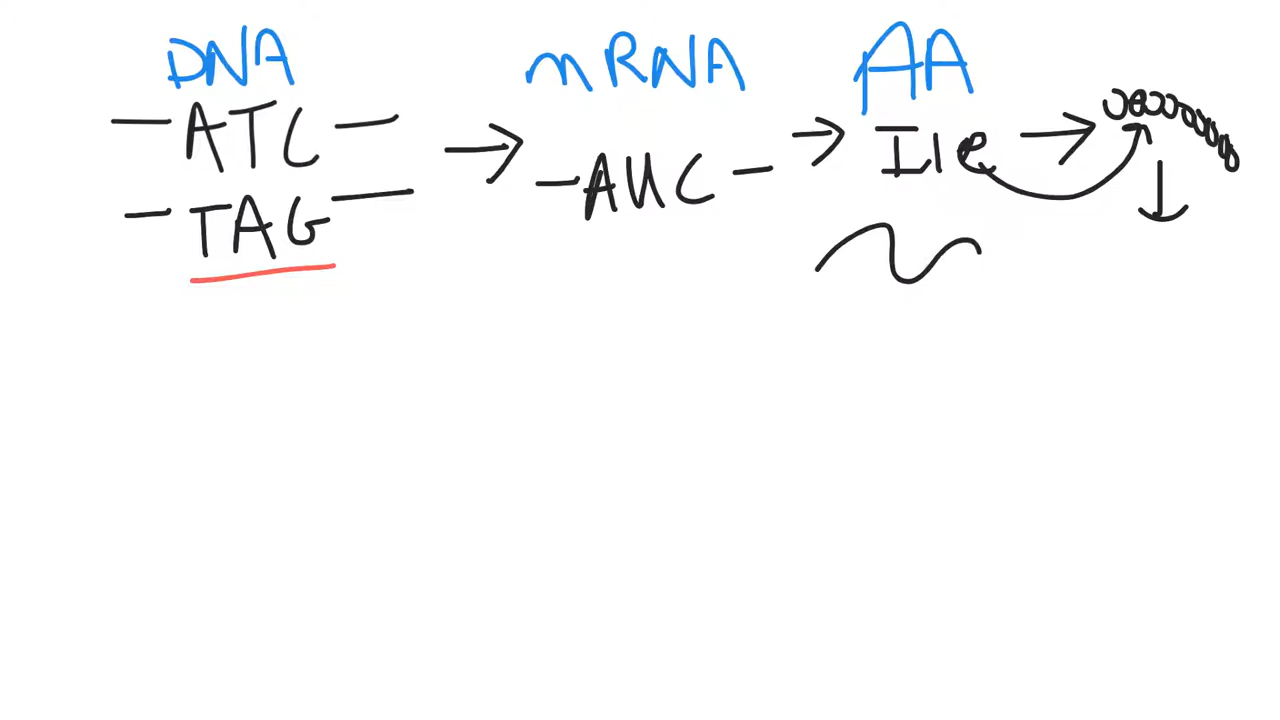 DNA mRNA AA
ATC → AUC → Ile →
TAG